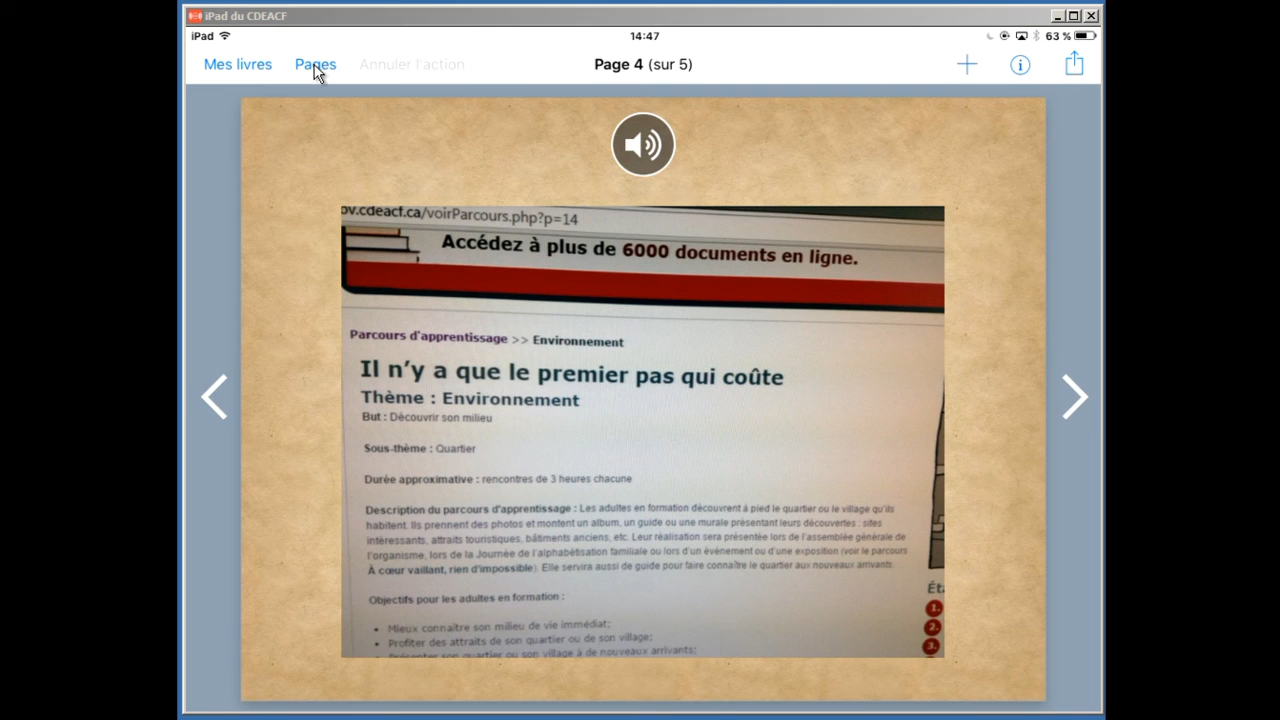 iPad du CDEACF
iPad 14:47 63 %
Mes livres Pages Annuler l'action Page 4 (sur 5)
ov.cdeacf.ca/voirParcours.php?p=14
Accédez à plus de 6000 documents en ligne.
Parcours d'apprentissage >> Environnement
Il n'y a que le premier pas qui coûte
Thème : Environnement
But : Découvrir son milieu
Sous-thème : Quartier
Durée approximative : rencontres de 3 heures chacune
Description du parcours d'apprentissage : Les adultes en formation découvrent à pied le quartier ou le village qu'ils
habitent. Ils prennent des photos et montent un album, un guide ou une murale présentant leurs découvertes : sites
intéressants, attraits touristiques, bâtiments anciens, etc. Leur réalisation sera présentée lors de l'assemblée générale de
l'organisme, lors de la Journée de l'alphabétisation familiale ou lors d'un évènement ou d'une exposition (voir le parcours
À cœur vaillant, rien d'impossible). Elle servira aussi de guide pour faire connaître le quartier aux nouveaux arrivants.
Éta
Objectifs pour les adultes en formation :
1.
• Mieux connaître son milieu de vie immédiat;
2.
• Profiter des attraits de son quartier ou de son village;
3.
• Présenter son quartier ou son village à de nouveaux arrivants;